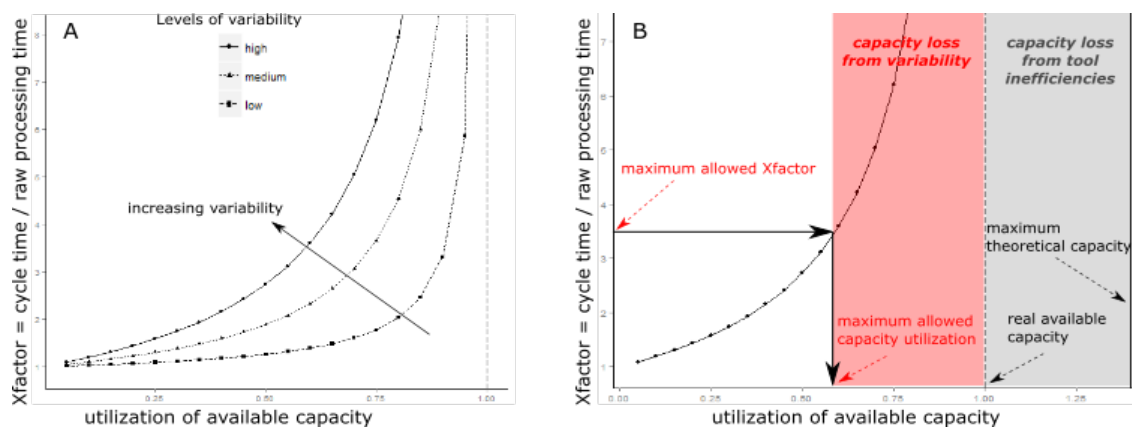 A
Levels of variability
high
medium
low
increasing variability
Xfactor = cycle time / raw processing time
8
7
6
5
4
3
2
1
0.25
0.50
0.75
1.00
utilization of available capacity
B
capacity loss
from variability
capacity loss
from tool
inefficiencies
maximum allowed Xfactor
maximum
theoretical capacity
maximum allowed
capacity utilization
real available
capacity
Xfactor = cycle time / raw processing time
7
6
5
4
3
2
1
0.00
0.25
0.50
0.75
1.00
1.25
utilization of available capacity